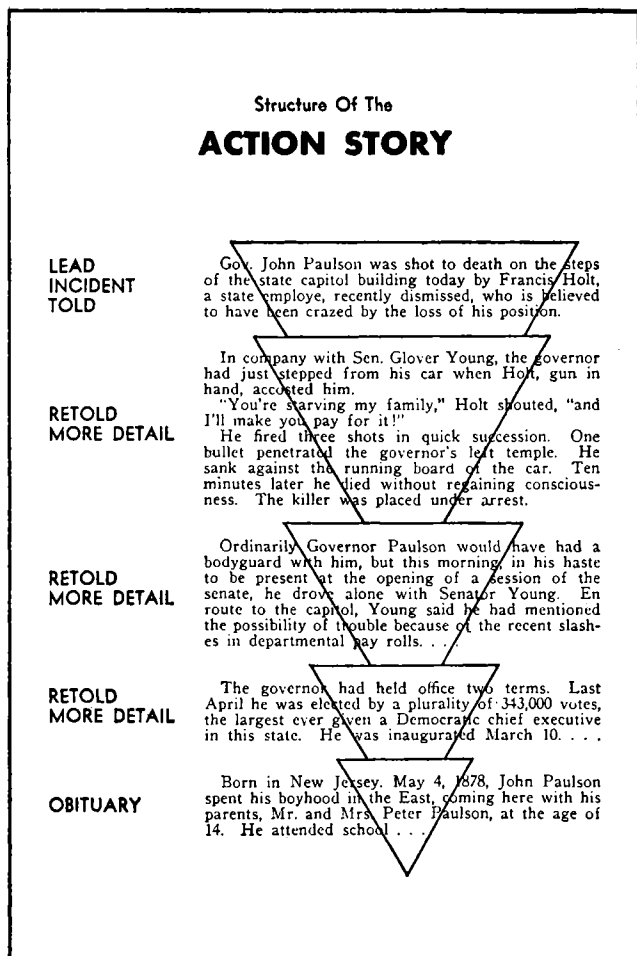 Structure Of The
ACTION STORY
LEAD
INCIDENT
TOLD
Gov. John Paulson was shot to death on the steps
of the state capitol building today by Francis Holt,
a state employe, recently dismissed, who is believed
to have been crazed by the loss of his position.
RETOLD
MORE DETAIL
In company with Sen. Glover Young, the governor
had just stepped from his car when Holt, gun in
hand, accosted him.
"You're starving my family," Holt shouted, "and
I'll make you pay for it!"
He fired three shots in quick succession. One
bullet penetrated the governor's left temple. He
sank against the running board of the car. Ten
minutes later he died without regaining conscious-
ness. The killer was placed under arrest.
RETOLD
MORE DETAIL
Ordinarily Governor Paulson would have had a
bodyguard with him, but this morning, in his haste
to be present at the opening of a session of the
senate, he drove alone with Senator Young. En
route to the capitol, Young said he had mentioned
the possibility of trouble because of the recent slash-
es in departmental pay rolls. . . .
RETOLD
MORE DETAIL
The governor had held office two terms. Last
April he was elected by a plurality of 343,000 votes,
the largest ever given a Democratic chief executive
in this state. He was inaugurated March 10. . . .
OBITUARY
Born in New Jersey. May 4, 1878, John Paulson
spent his boyhood in the East, coming here with his
parents, Mr. and Mrs. Peter Paulson, at the age of
14. He attended school . . .